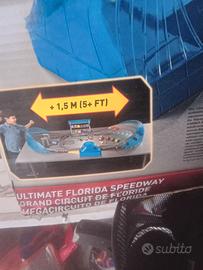 + 1,5 M (5+ FT)
ULTIMATE FLORIDA SPEEDWAY
GRAND CIRCUIT DE FLORIDE
MEGACIRCUITO DE FLORIDA
subito